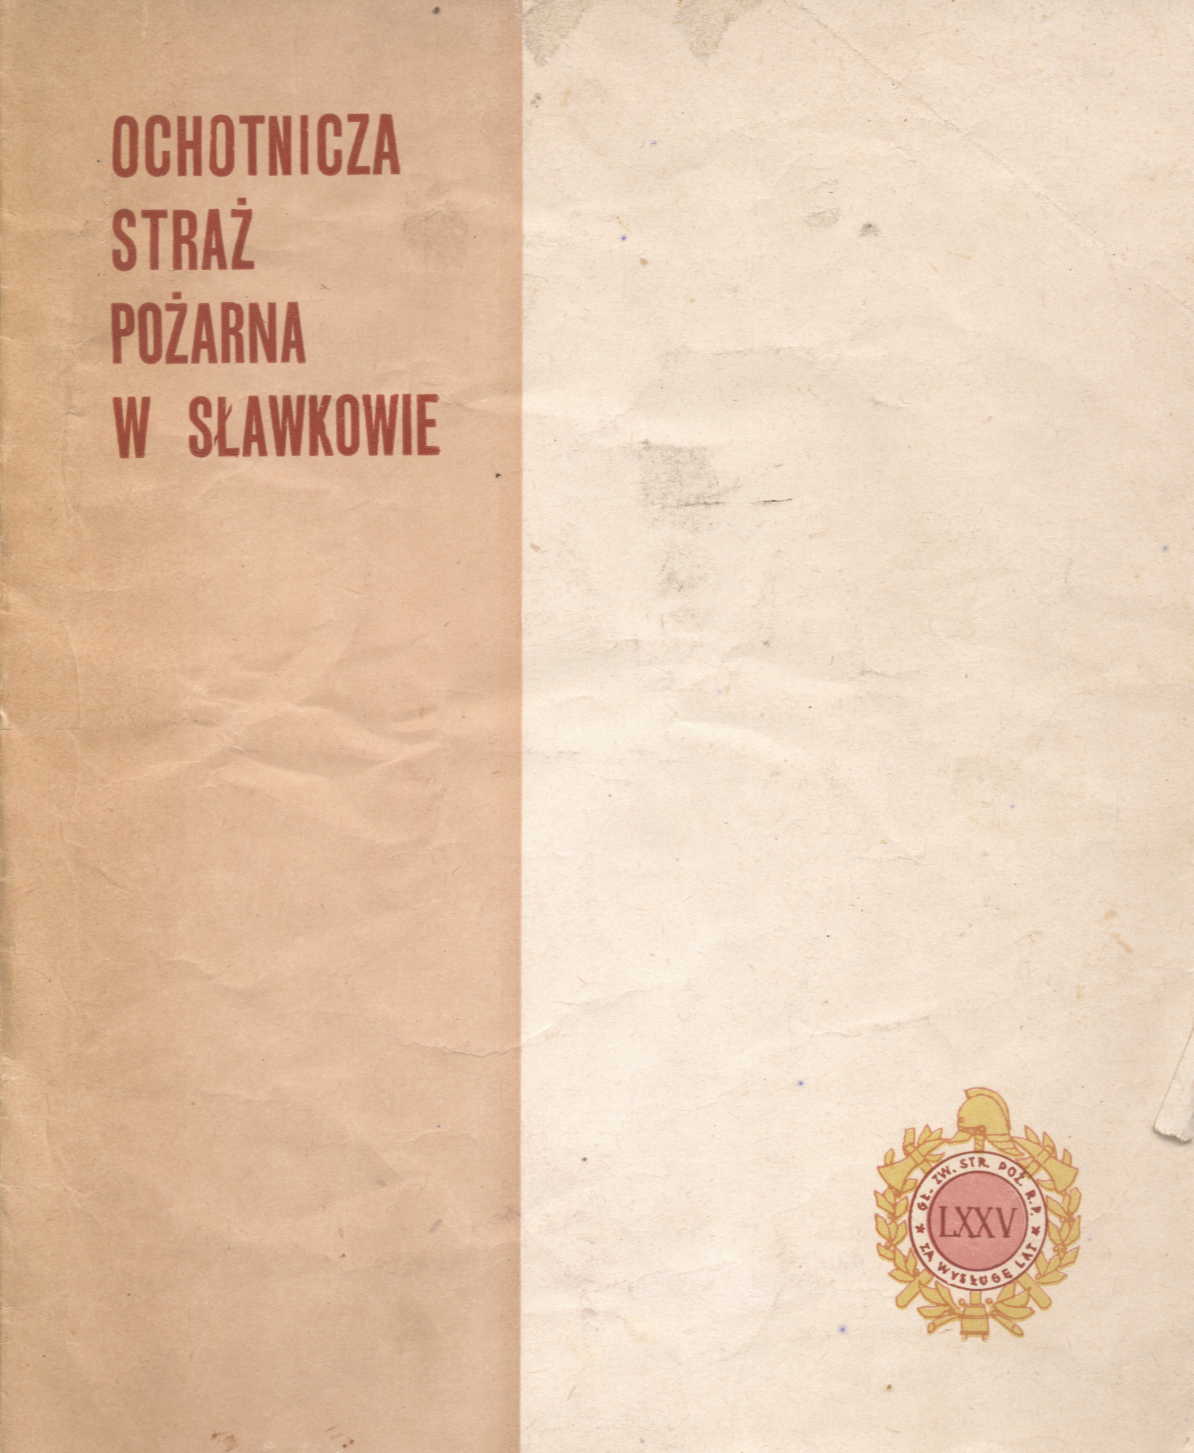 OCHOTNICZA
STRAŻ
POŻARNA
W SŁAWKOWIE
GŁ. ZW. STR. POŻ. R.P.
LXXV
* ZA WYSŁUGĘ LAT *